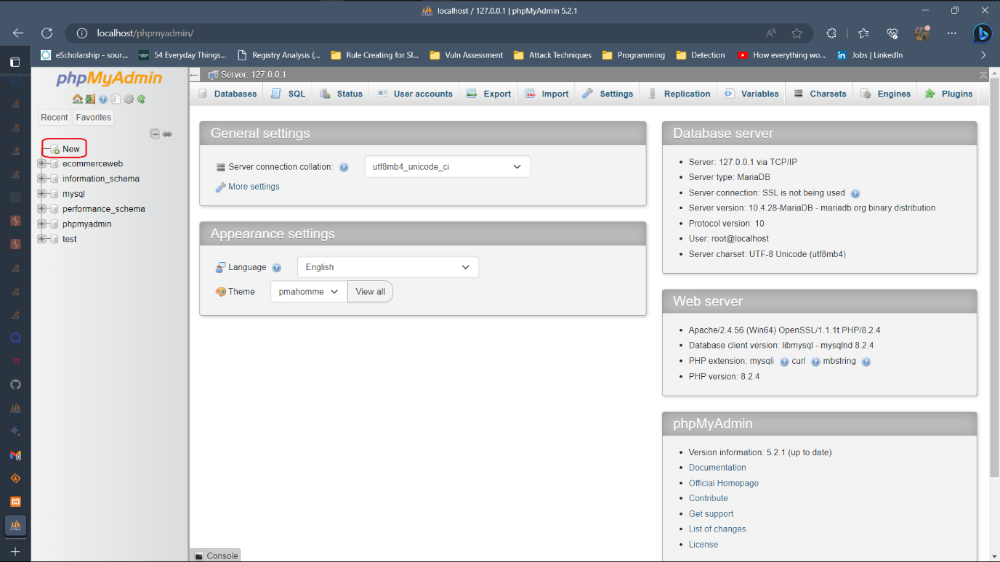 localhost / 127.0.0.1 | phpMyAdmin 5.2.1
localhost/phpmyadmin/
eScholarship - sour... 54 Everyday Things... Registry Analysis (... Rule Creating for SI... Vuln Assessment Attack Techniques Programming Detection How everything wo... Jobs | LinkedIn
phpMyAdmin
Recent Favorites
New
ecommerceweb
information_schema
mysql
performance_schema
phpmyadmin
test
Server: 127.0.0.1
Databases SQL Status User accounts Export Import Settings Replication Variables Charsets Engines Plugins
General settings
Server connection collation: utf8mb4_unicode_ci
More settings
Appearance settings
Language English
Theme pmahomme View all
Database server
Server: 127.0.0.1 via TCP/IP
Server type: MariaDB
Server connection: SSL is not being used
Server version: 10.4.28-MariaDB - mariadb.org binary distribution
Protocol version: 10
User: root@localhost
Server charset: UTF-8 Unicode (utf8mb4)
Web server
Apache/2.4.56 (Win64) OpenSSL/1.1.1t PHP/8.2.4
Database client version: libmysql - mysqlnd 8.2.4
PHP extension: mysqli curl mbstring
PHP version: 8.2.4
phpMyAdmin
Version information: 5.2.1 (up to date)
Documentation
Official Homepage
Contribute
Get support
List of changes
License
Console